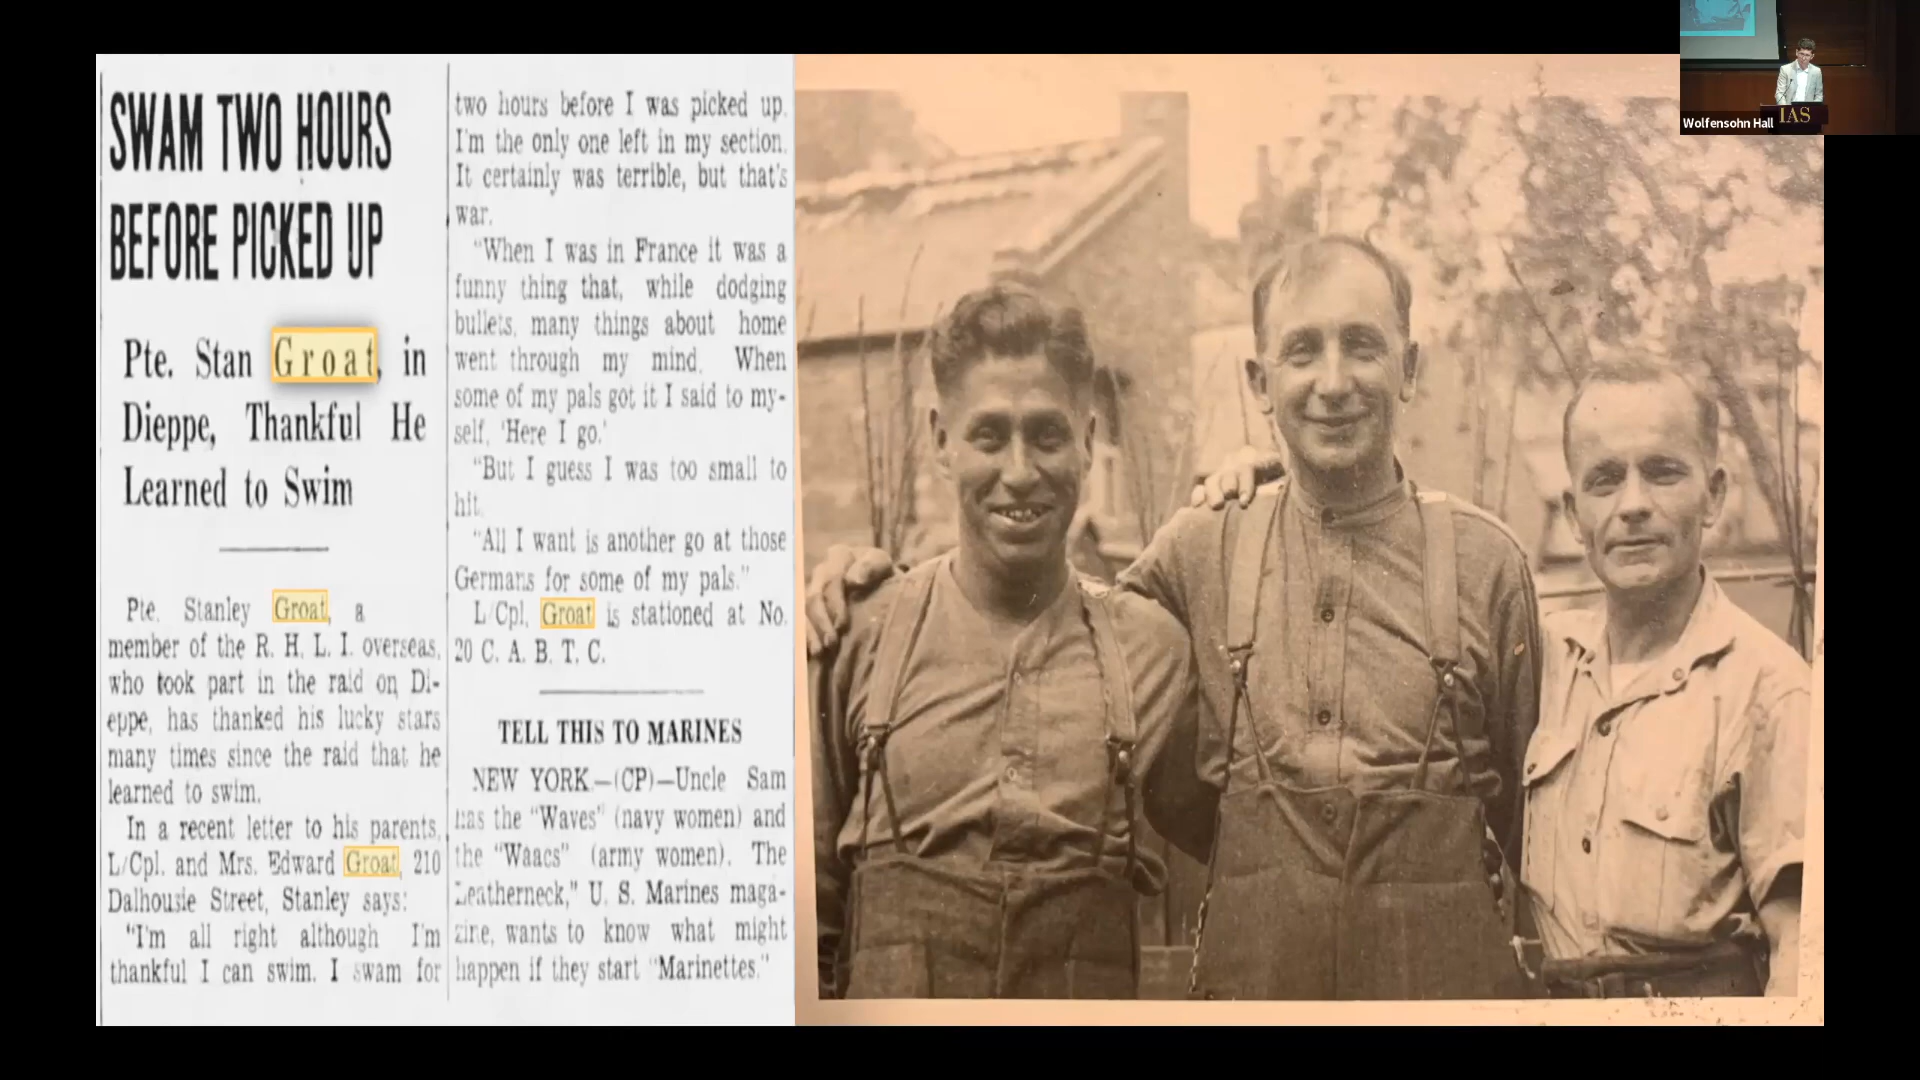 SWAM TWO HOURS
BEFORE PICKED UP
Pte. Stan Groat, in
Dieppe, Thankful He
Learned to Swim
Pte. Stanley Groat, a
member of the R. H. L. I. overseas,
who took part in the raid on Di-
eppe, has thanked his lucky stars
many times since the raid that he
learned to swim.
In a recent letter to his parents,
L/Cpl. and Mrs. Edward Groat, 210
Dalhousie Street, Stanley says:
"I'm all right although I'm
thankful I can swim. I swam for
two hours before I was picked up.
I'm the only one left in my section.
It certainly was terrible, but that's
war.
"When I was in France it was a
funny thing that, while dodging
bullets, many things about home
went through my mind. When
some of my pals got it I said to my-
self, 'Here I go.'
"But I guess I was too small to
hit.
"All I want is another go at those
Germans for some of my pals."
L/Cpl. Groat is stationed at No.
20 C. A. B. T. C.
TELL THIS TO MARINES
NEW YORK—(CP)—Uncle Sam
has the "Waves" (navy women) and
the "Waacs" (army women). The
Leatherneck," U. S. Marines maga-
zine, wants to know what might
happen if they start "Marinettes."
Wolfensohn Hall
IAS